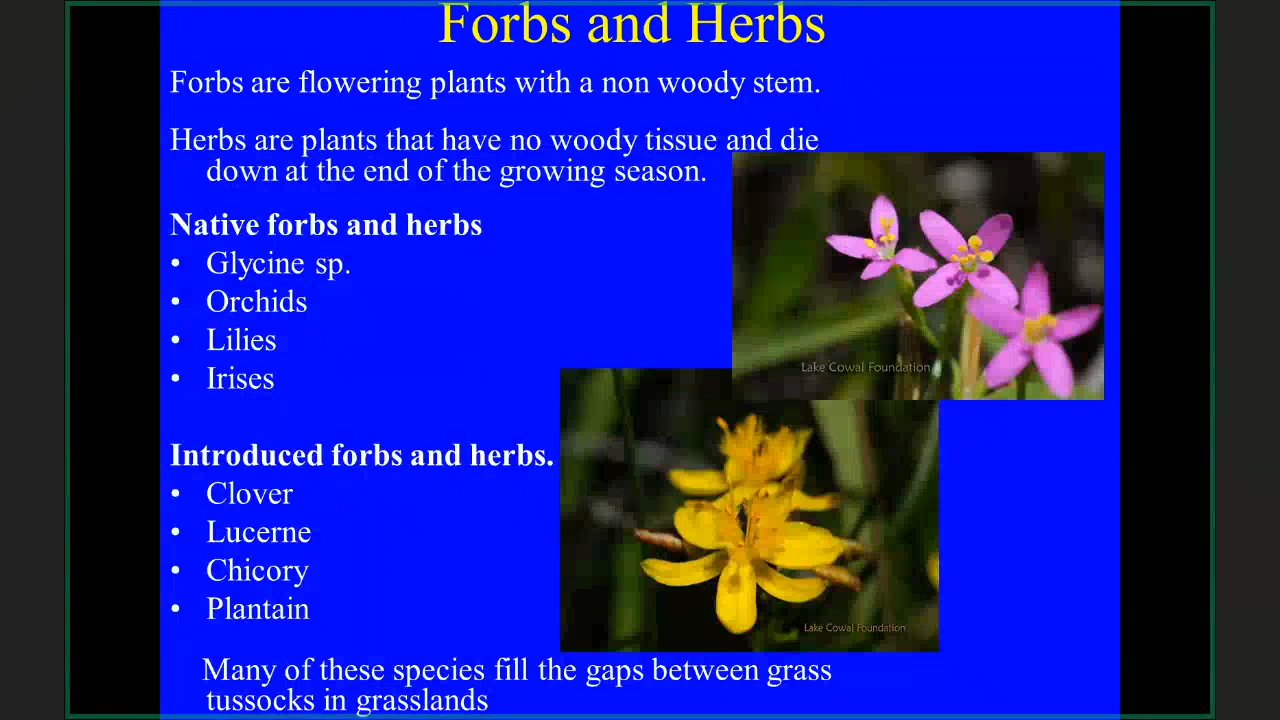 Forbs and Herbs
Forbs are flowering plants with a non woody stem.
Herbs are plants that have no woody tissue and die
down at the end of the growing season.
Native forbs and herbs
• Glycine sp.
• Orchids
• Lilies
• Irises
Lake Cowal Foundation
Introduced forbs and herbs.
• Clover
• Lucerne
• Chicory
• Plantain
Lake Cowal Foundation
Many of these species fill the gaps between grass
tussocks in grasslands